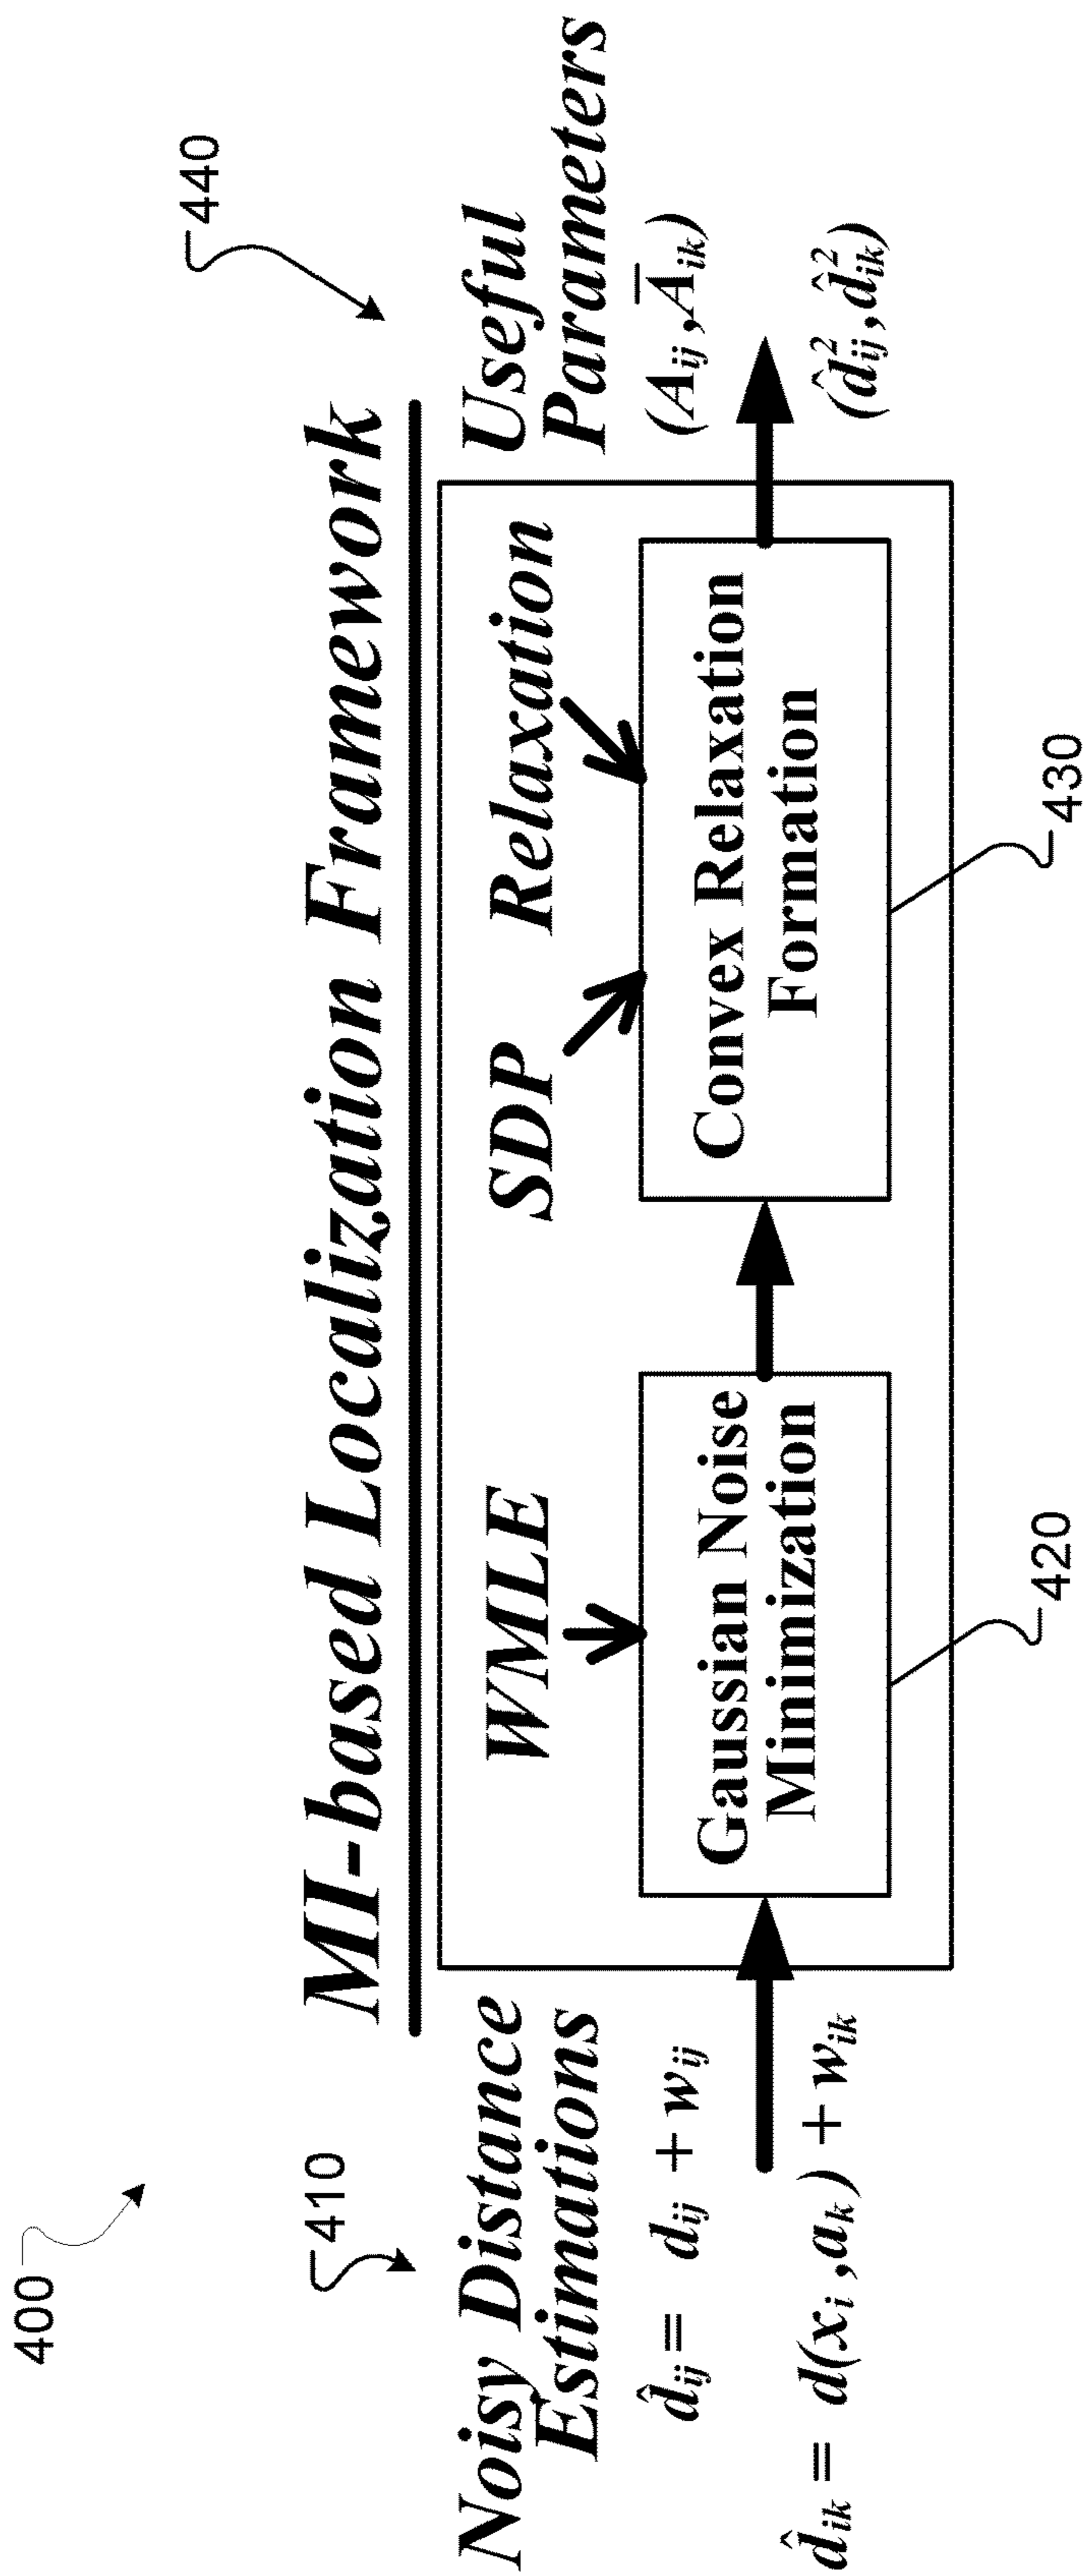 400
MI-based Localization Framework
410
440
Noisy Distance
Estimations
d̂ij = dij + wij
d̂ik = d(xi, ak) + wik
WMLE
Gaussian Noise
Minimization
420
SDP Relaxation
Convex Relaxation
Formation
430
Useful
Parameters
(Aij, A̅ik)
(d̂²ij, d̂²ik)